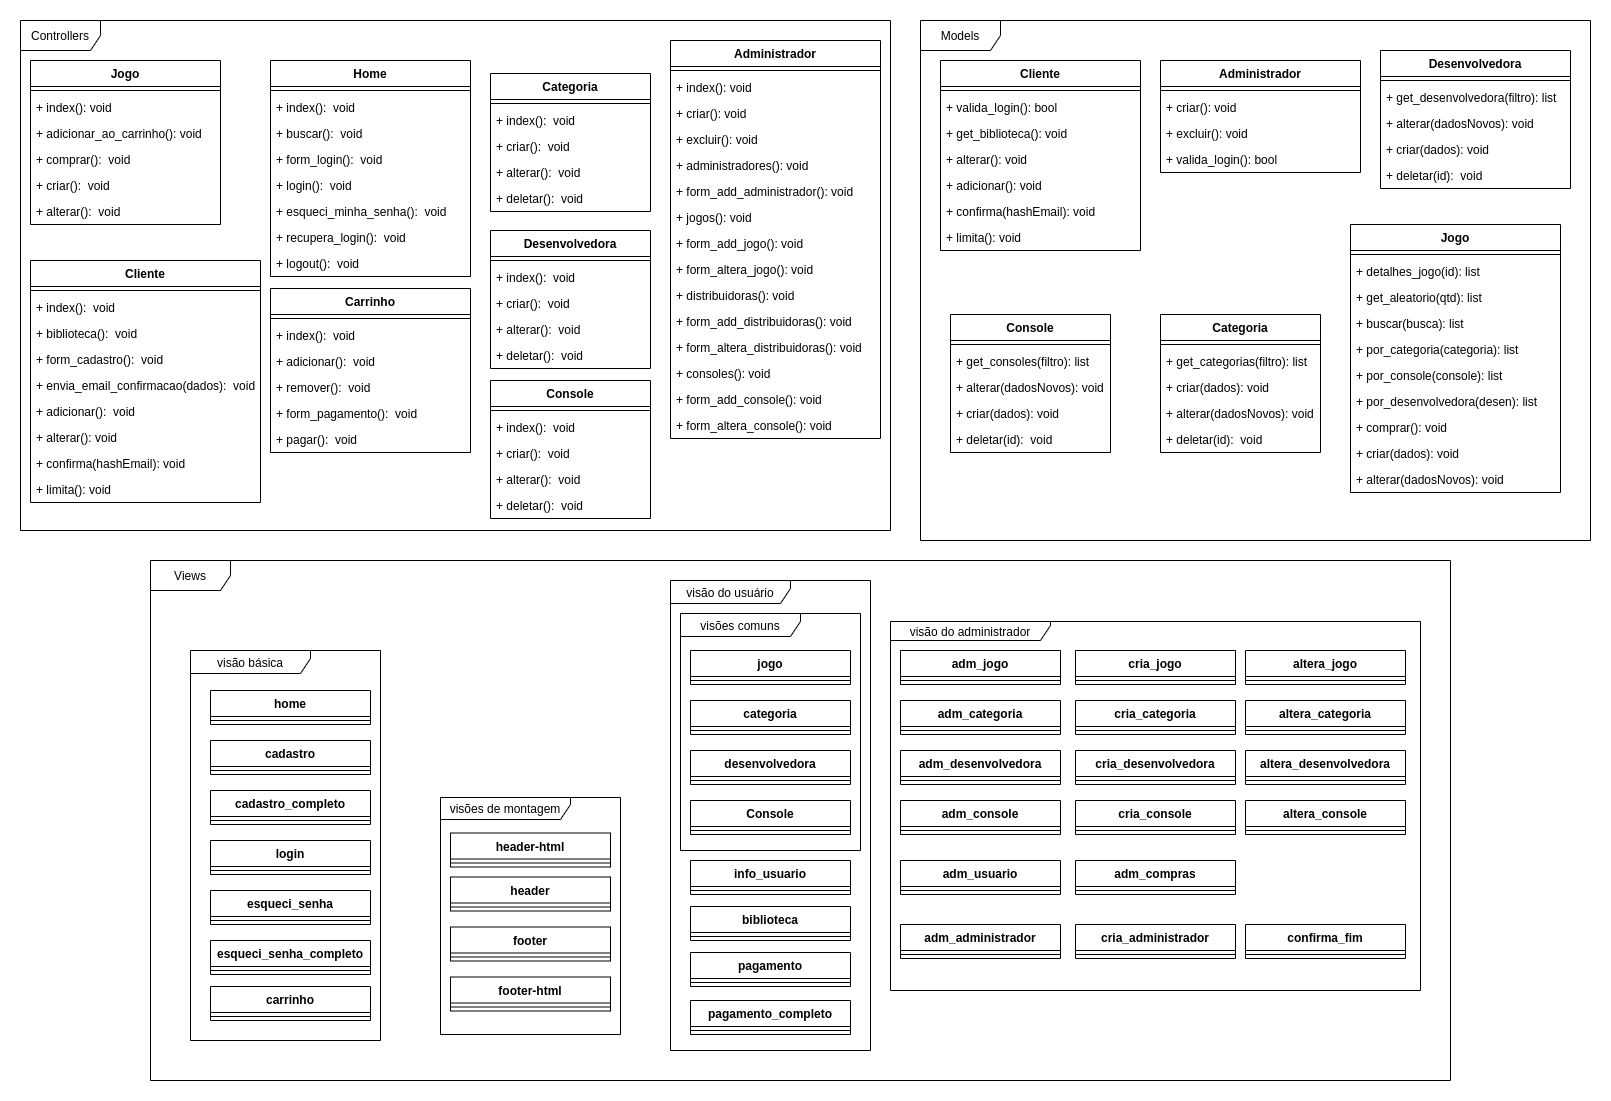 Controllers
Jogo
+ index(): void
+ adicionar_ao_carrinho(): void
+ comprar(): void
+ criar(): void
+ alterar(): void
Cliente
+ index(): void
+ biblioteca(): void
+ form_cadastro(): void
+ envia_email_confirmacao(dados): void
+ adicionar(): void
+ alterar(): void
+ confirma(hashEmail): void
+ limita(): void
Home
+ index(): void
+ buscar(): void
+ form_login(): void
+ login(): void
+ esqueci_minha_senha(): void
+ recupera_login(): void
+ logout(): void
Carrinho
+ index(): void
+ adicionar(): void
+ remover(): void
+ form_pagamento(): void
+ pagar(): void
Categoria
+ index(): void
+ criar(): void
+ alterar(): void
+ deletar(): void
Desenvolvedora
+ index(): void
+ criar(): void
+ alterar(): void
+ deletar(): void
Console
+ index(): void
+ criar(): void
+ alterar(): void
+ deletar(): void
Administrador
+ index(): void
+ criar(): void
+ excluir(): void
+ administradores(): void
+ form_add_administrador(): void
+ jogos(): void
+ form_add_jogo(): void
+ form_altera_jogo(): void
+ distribuidoras(): void
+ form_add_distribuidoras(): void
+ form_altera_distribuidoras(): void
+ consoles(): void
+ form_add_console(): void
+ form_altera_console(): void
Models
Cliente
+ valida_login(): bool
+ get_biblioteca(): void
+ alterar(): void
+ adicionar(): void
+ confirma(hashEmail): void
+ limita(): void
Administrador
+ criar(): void
+ excluir(): void
+ valida_login(): bool
Desenvolvedora
+ get_desenvolvedora(filtro): list
+ alterar(dadosNovos): void
+ criar(dados): void
+ deletar(id): void
Console
+ get_consoles(filtro): list
+ alterar(dadosNovos): void
+ criar(dados): void
+ deletar(id): void
Categoria
+ get_categorias(filtro): list
+ criar(dados): void
+ alterar(dadosNovos): void
+ deletar(id): void
Jogo
+ detalhes_jogo(id): list
+ get_aleatorio(qtd): list
+ buscar(busca): list
+ por_categoria(categoria): list
+ por_console(console): list
+ por_desenvolvedora(desen): list
+ comprar(): void
+ criar(dados): void
+ alterar(dadosNovos): void
Views
visão básica
home
cadastro
cadastro_completo
login
esqueci_senha
esqueci_senha_completo
carrinho
visões de montagem
header-html
header
footer
footer-html
visão do usuário
visões comuns
jogo
categoria
desenvolvedora
Console
info_usuario
biblioteca
pagamento
pagamento_completo
visão do administrador
adm_jogo
cria_jogo
altera_jogo
adm_categoria
cria_categoria
altera_categoria
adm_desenvolvedora
cria_desenvolvedora
altera_desenvolvedora
adm_console
cria_console
altera_console
adm_usuario
adm_compras
adm_administrador
cria_administrador
confirma_fim